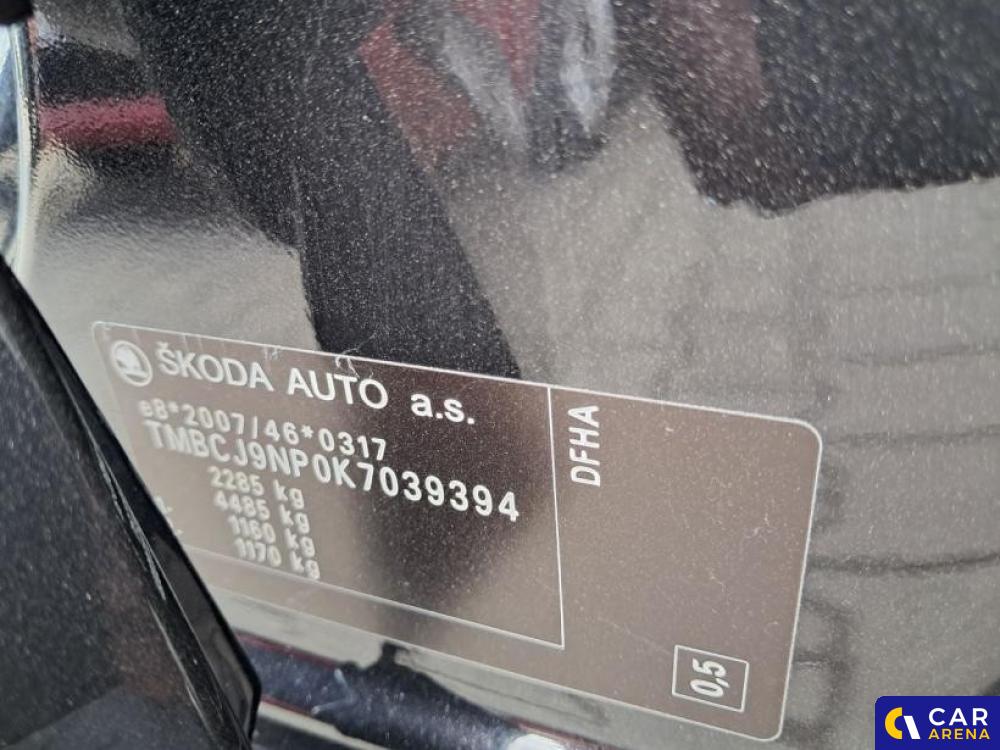 ŠKODA AUTO a.s.
e8*2007/46*0317
TMBCJ9NP0K7039394
2285 kg
4485 kg
1160 kg
1170 kg
DFHA
0,5
CAR
ARENA